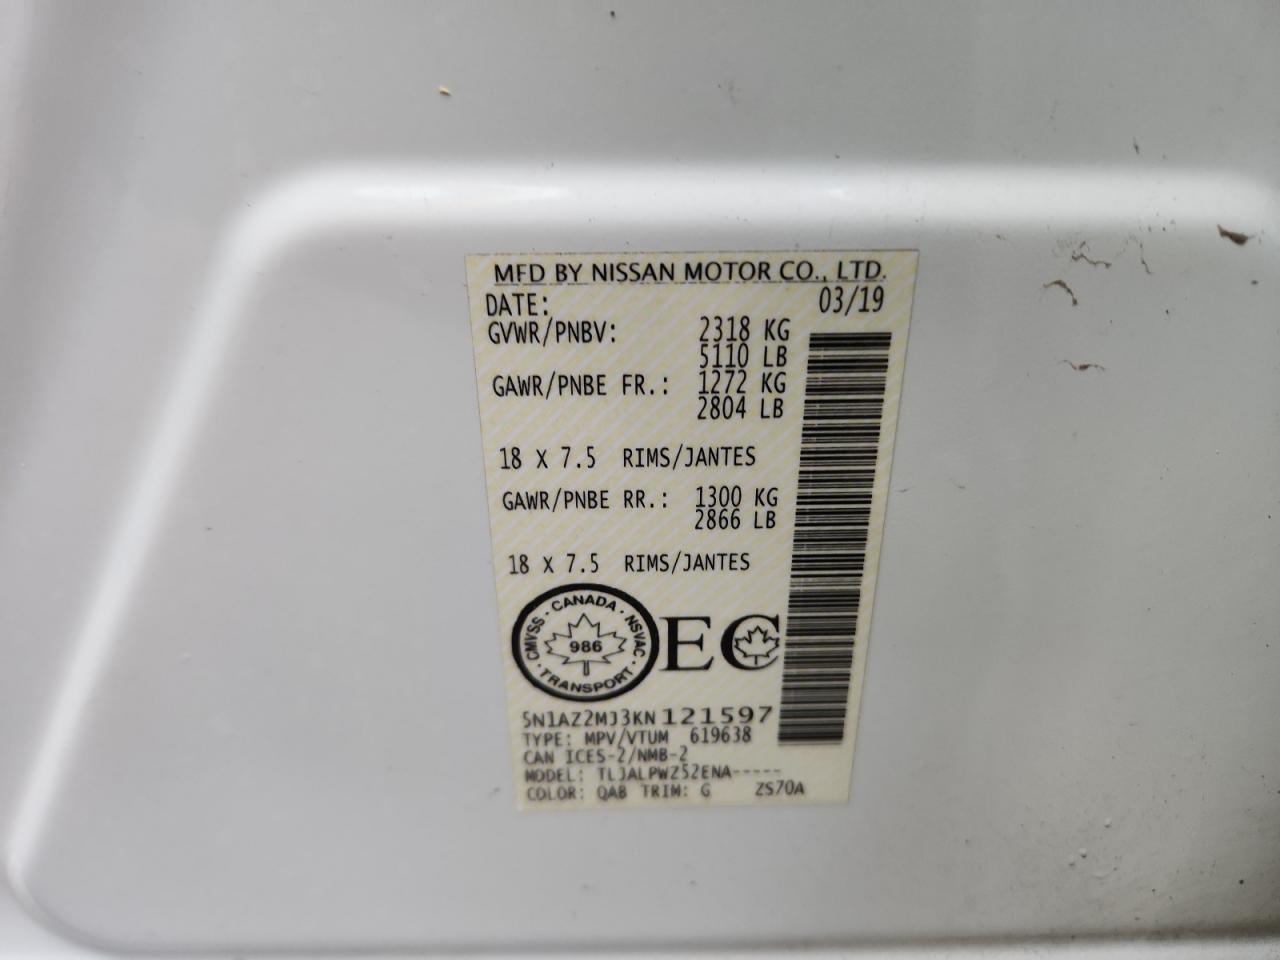 MFD BY NISSAN MOTOR CO., LTD.
DATE: 03/19
GVWR/PNBV: 2318 KG
5110 LB
GAWR/PNBE FR.: 1272 KG
2804 LB
18 X 7.5 RIMS/JANTES
GAWR/PNBE RR.: 1300 KG
2866 LB
18 X 7.5 RIMS/JANTES
CMVSS · CANADA · NSVAC · TRANSPORT ·
986
EC
5N1AZ2MJ3KN121597
TYPE: MPV/VTUM 619638
CAN ICES-2/NMB-2
MODEL: TLJALPWZ52ENA-----
COLOR: QAB TRIM: G ZS70A